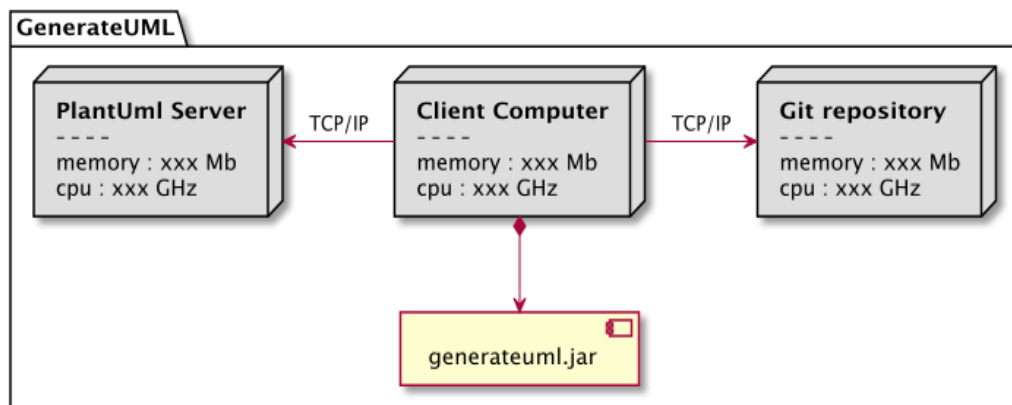 GenerateUML
PlantUml Server
- - - -
memory : xxx Mb
cpu : xxx GHz
TCP/IP
Client Computer
- - - -
memory : xxx Mb
cpu : xxx GHz
TCP/IP
Git repository
- - - -
memory : xxx Mb
cpu : xxx GHz
generateuml.jar